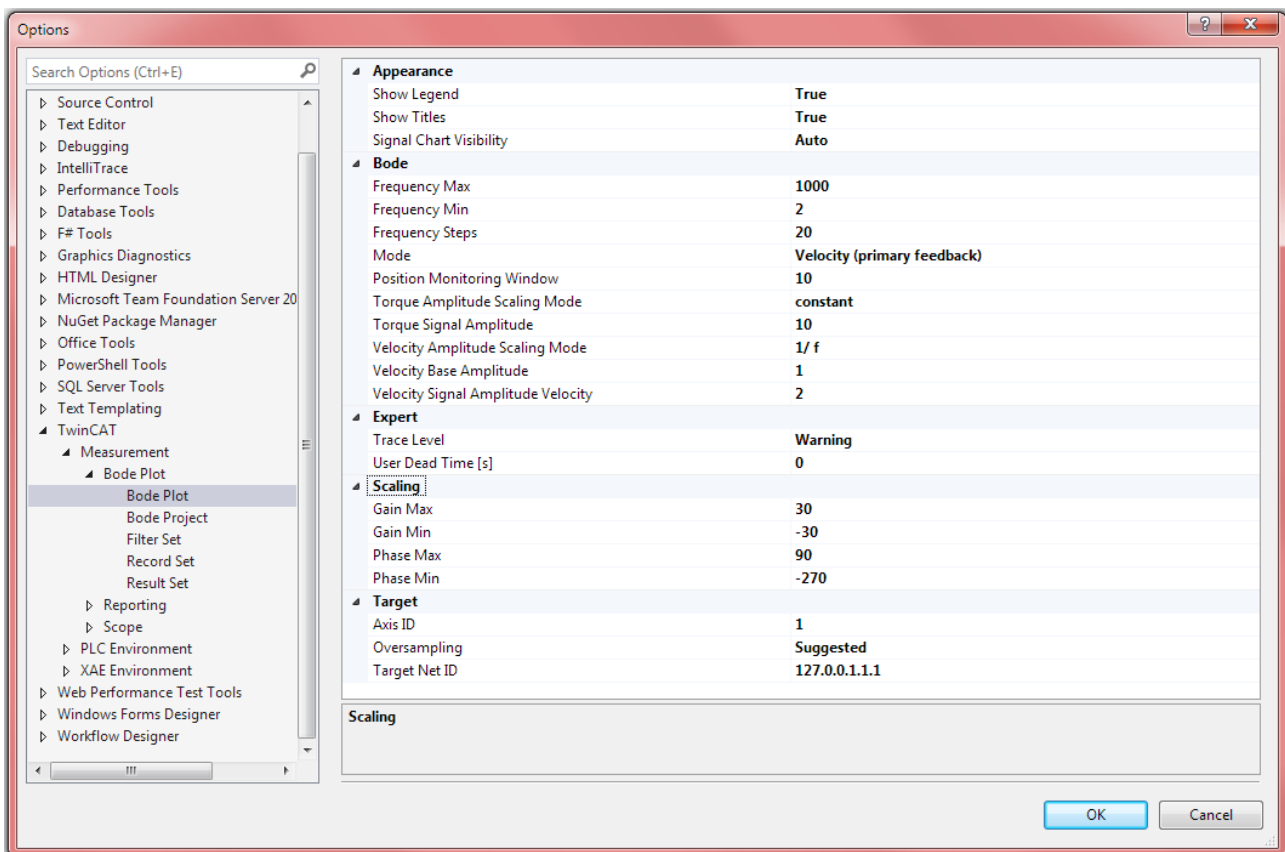 Options
Search Options (Ctrl+E)
Source Control
Text Editor
Debugging
IntelliTrace
Performance Tools
Database Tools
F# Tools
Graphics Diagnostics
HTML Designer
Microsoft Team Foundation Server 20
NuGet Package Manager
Office Tools
PowerShell Tools
SQL Server Tools
Text Templating
TwinCAT
Measurement
Bode Plot
Bode Plot
Bode Project
Filter Set
Record Set
Result Set
Reporting
Scope
PLC Environment
XAE Environment
Web Performance Test Tools
Windows Forms Designer
Workflow Designer
Appearance
Show Legend True
Show Titles True
Signal Chart Visibility Auto
Bode
Frequency Max 1000
Frequency Min 2
Frequency Steps 20
Mode Velocity (primary feedback)
Position Monitoring Window 10
Torque Amplitude Scaling Mode constant
Torque Signal Amplitude 10
Velocity Amplitude Scaling Mode 1/ f
Velocity Base Amplitude 1
Velocity Signal Amplitude Velocity 2
Expert
Trace Level Warning
User Dead Time [s] 0
Scaling
Gain Max 30
Gain Min -30
Phase Max 90
Phase Min -270
Target
Axis ID 1
Oversampling Suggested
Target Net ID 127.0.0.1.1.1
Scaling
OK Cancel